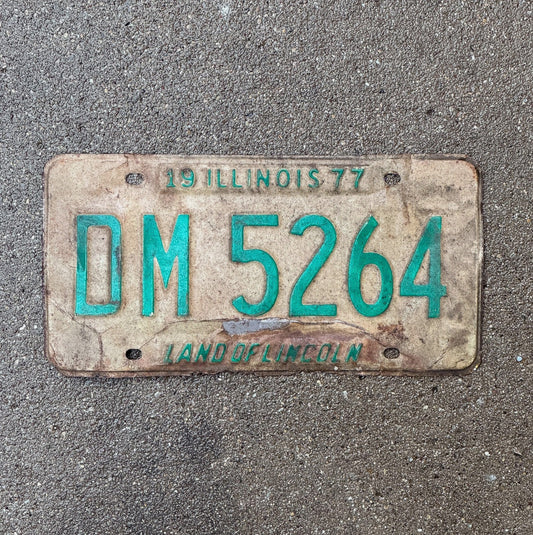 19 ILLINOIS 77
DM 5264
LAND OF LINCOLN